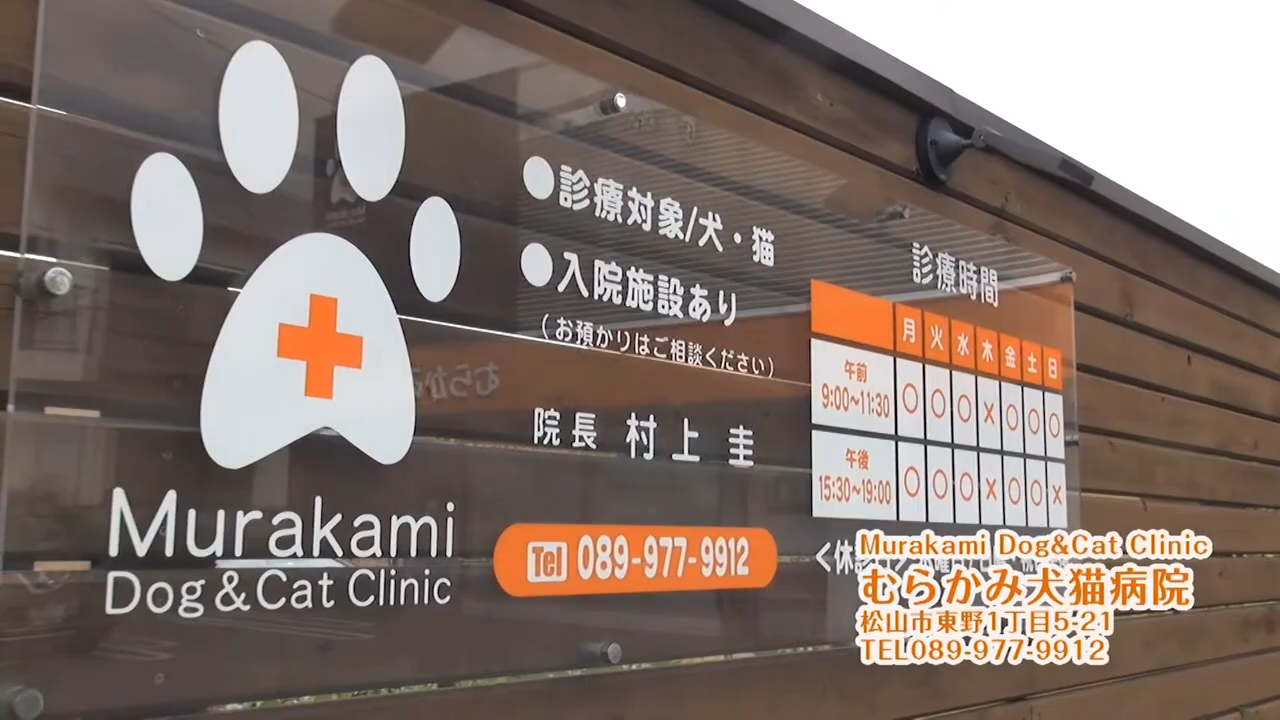 Murakami
Dog&Cat Clinic
●診療対象/犬・猫
●入院施設あり
(お預かりはご相談ください)
院長 村上 圭
Tel 089-977-9912
診療時間
月 火 水 木 金 土 日
午前 9:00~11:30 ○ ○ ○ × ○ ○ ○
午後 15:30~19:00 ○ ○ ○ × ○ ○ ×
Murakami Dog&Cat Clinic
むらかみ犬猫病院
松山市東野1丁目5-21
TEL089-977-9912